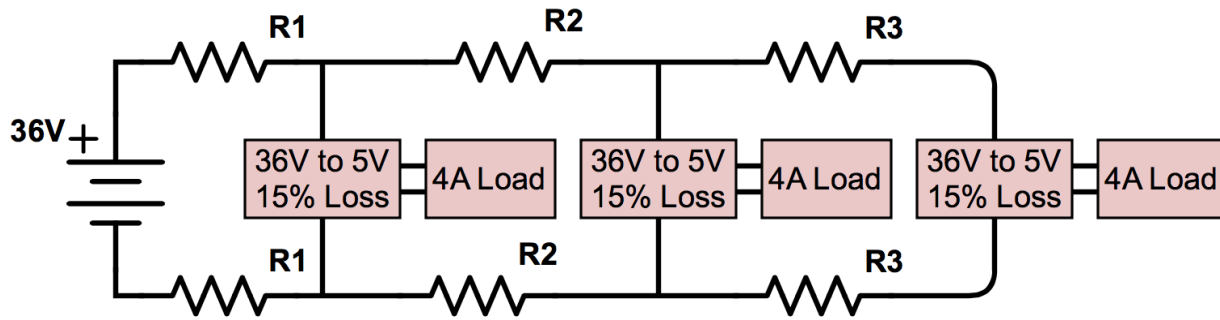 R1
R2
R3
36V +
36V to 5V
15% Loss
4A Load
36V to 5V
15% Loss
4A Load
36V to 5V
15% Loss
4A Load
R1
R2
R3